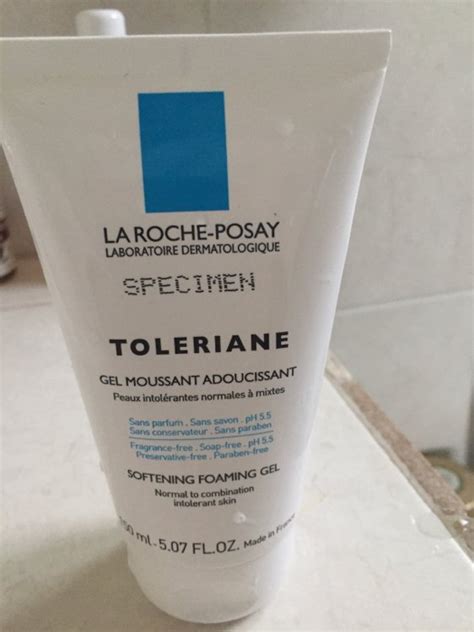 LA ROCHE-POSAY
LABORATOIRE DERMATOLOGIQUE
SPECIMEN
TOLERIANE
GEL MOUSSANT ADOUCISSANT
Peaux intolérantes normales à mixtes
Sans parfum . Sans savon . pH 5.5
Sans conservateur . Sans paraben
Fragrance-free . Soap-free . pH 5.5
Preservative-free . Paraben-free
SOFTENING FOAMING GEL
Normal to combination
intolerant skin
150 ml - 5.07 FL.OZ. Made in France